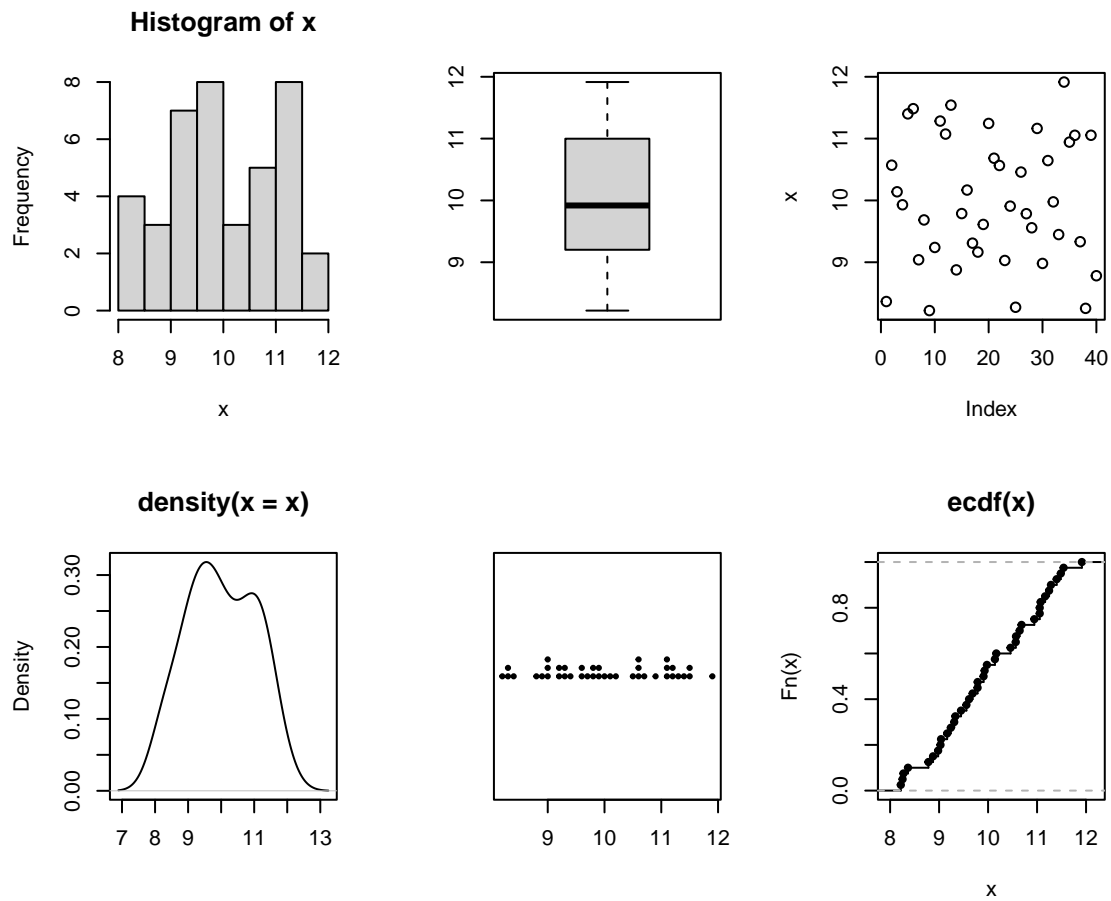 Histogram of x
Frequency
0 2 4 6 8
8 9 10 11 12
x
9 10 11 12
x
9 10 11 12
0 10 20 30 40
Index
density(x = x)
Density
0.00 0.10 0.20 0.30
7 8 9 11 13
9 10 11 12
ecdf(x)
Fn(x)
0.0 0.4 0.8
8 9 10 11 12
x